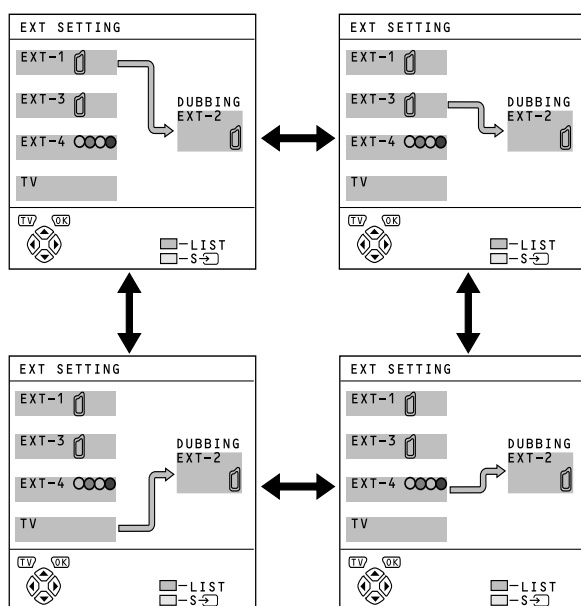 EXT SETTING
EXT-1
EXT-3
DUBBING
EXT-2
EXT-4
TV
TV OK
LIST
S
EXT SETTING
EXT-1
EXT-3
DUBBING
EXT-2
EXT-4
TV
TV OK
LIST
S
EXT SETTING
EXT-1
EXT-3
DUBBING
EXT-2
EXT-4
TV
TV OK
LIST
S
EXT SETTING
EXT-1
EXT-3
DUBBING
EXT-2
EXT-4
TV
TV OK
LIST
S